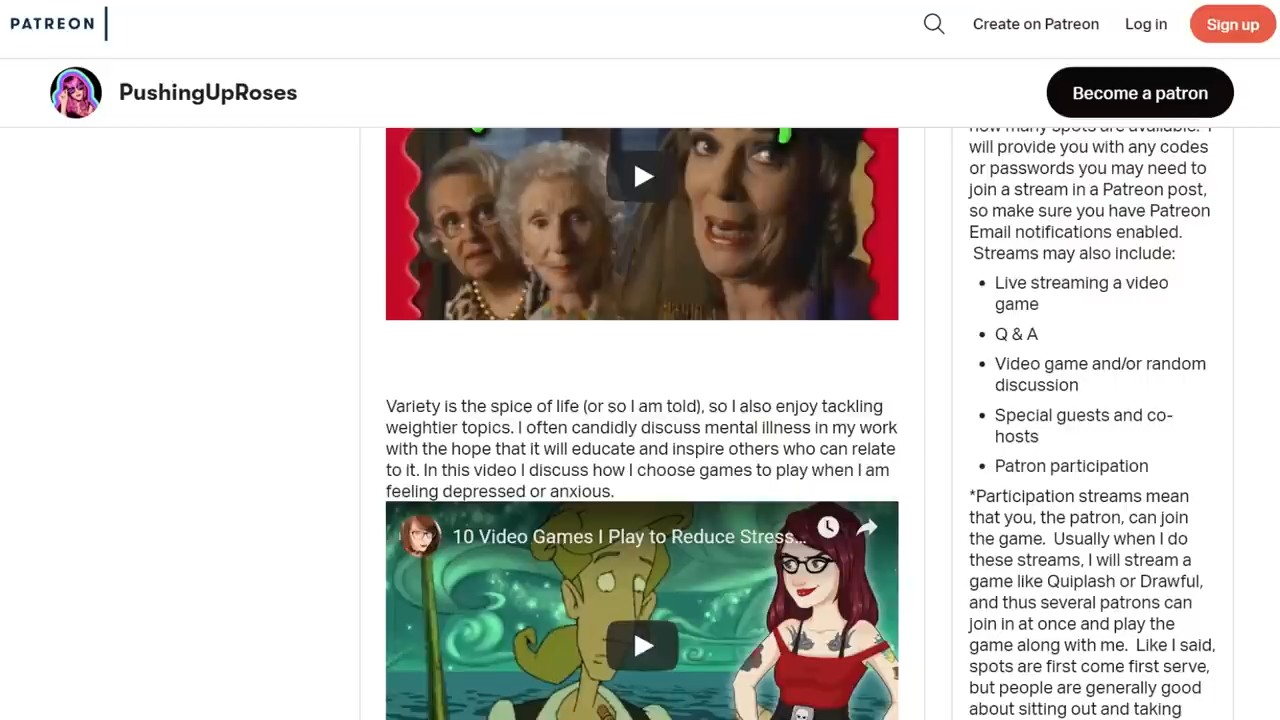 PATREON
Create on Patreon
Log in
Sign up
PushingUpRoses
Become a patron
Variety is the spice of life (or so I am told), so I also enjoy tackling
weightier topics. I often candidly discuss mental illness in my work
with the hope that it will educate and inspire others who can relate
to it. In this video I discuss how I choose games to play when I am
feeling depressed or anxious.
10 Video Games I Play to Reduce Stress...
how many spots are available. I
will provide you with any codes
or passwords you may need to
join a stream in a Patreon post,
so make sure you have Patreon
Email notifications enabled.
Streams may also include:
• Live streaming a video
game
• Q & A
• Video game and/or random
discussion
• Special guests and co-
hosts
• Patron participation
*Participation streams mean
that you, the patron, can join
the game. Usually when I do
these streams, I will stream a
game like Quiplash or Drawful,
and thus several patrons can
join in at once and play the
game along with me. Like I said,
spots are first come first serve,
but people are generally good
about sitting out and taking